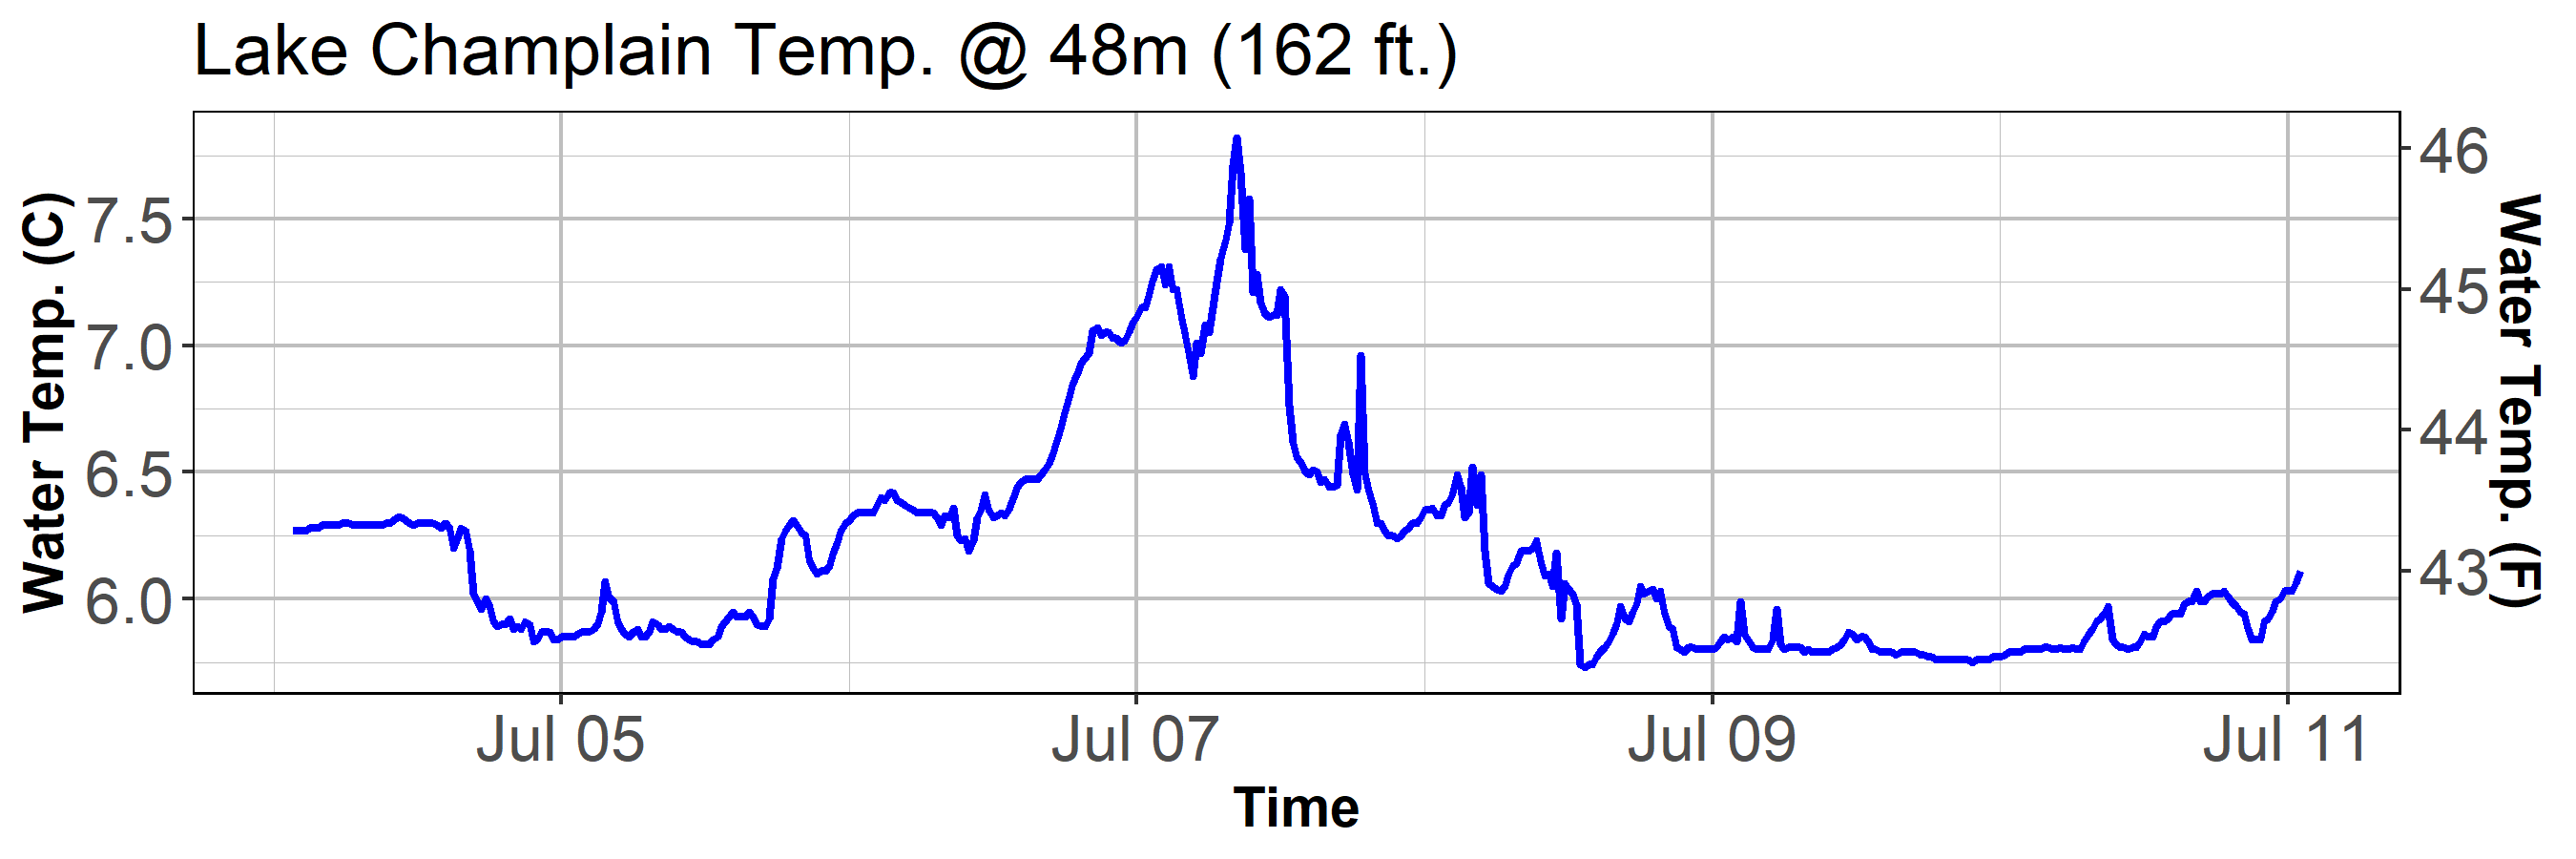 Lake Champlain Temp. @ 48m (162 ft.)
Water Temp. (C)
7.5
7.0
6.5
6.0
46
45
44
43
Water Temp. (F)
Jul 05 Jul 07 Jul 09 Jul 11
Time